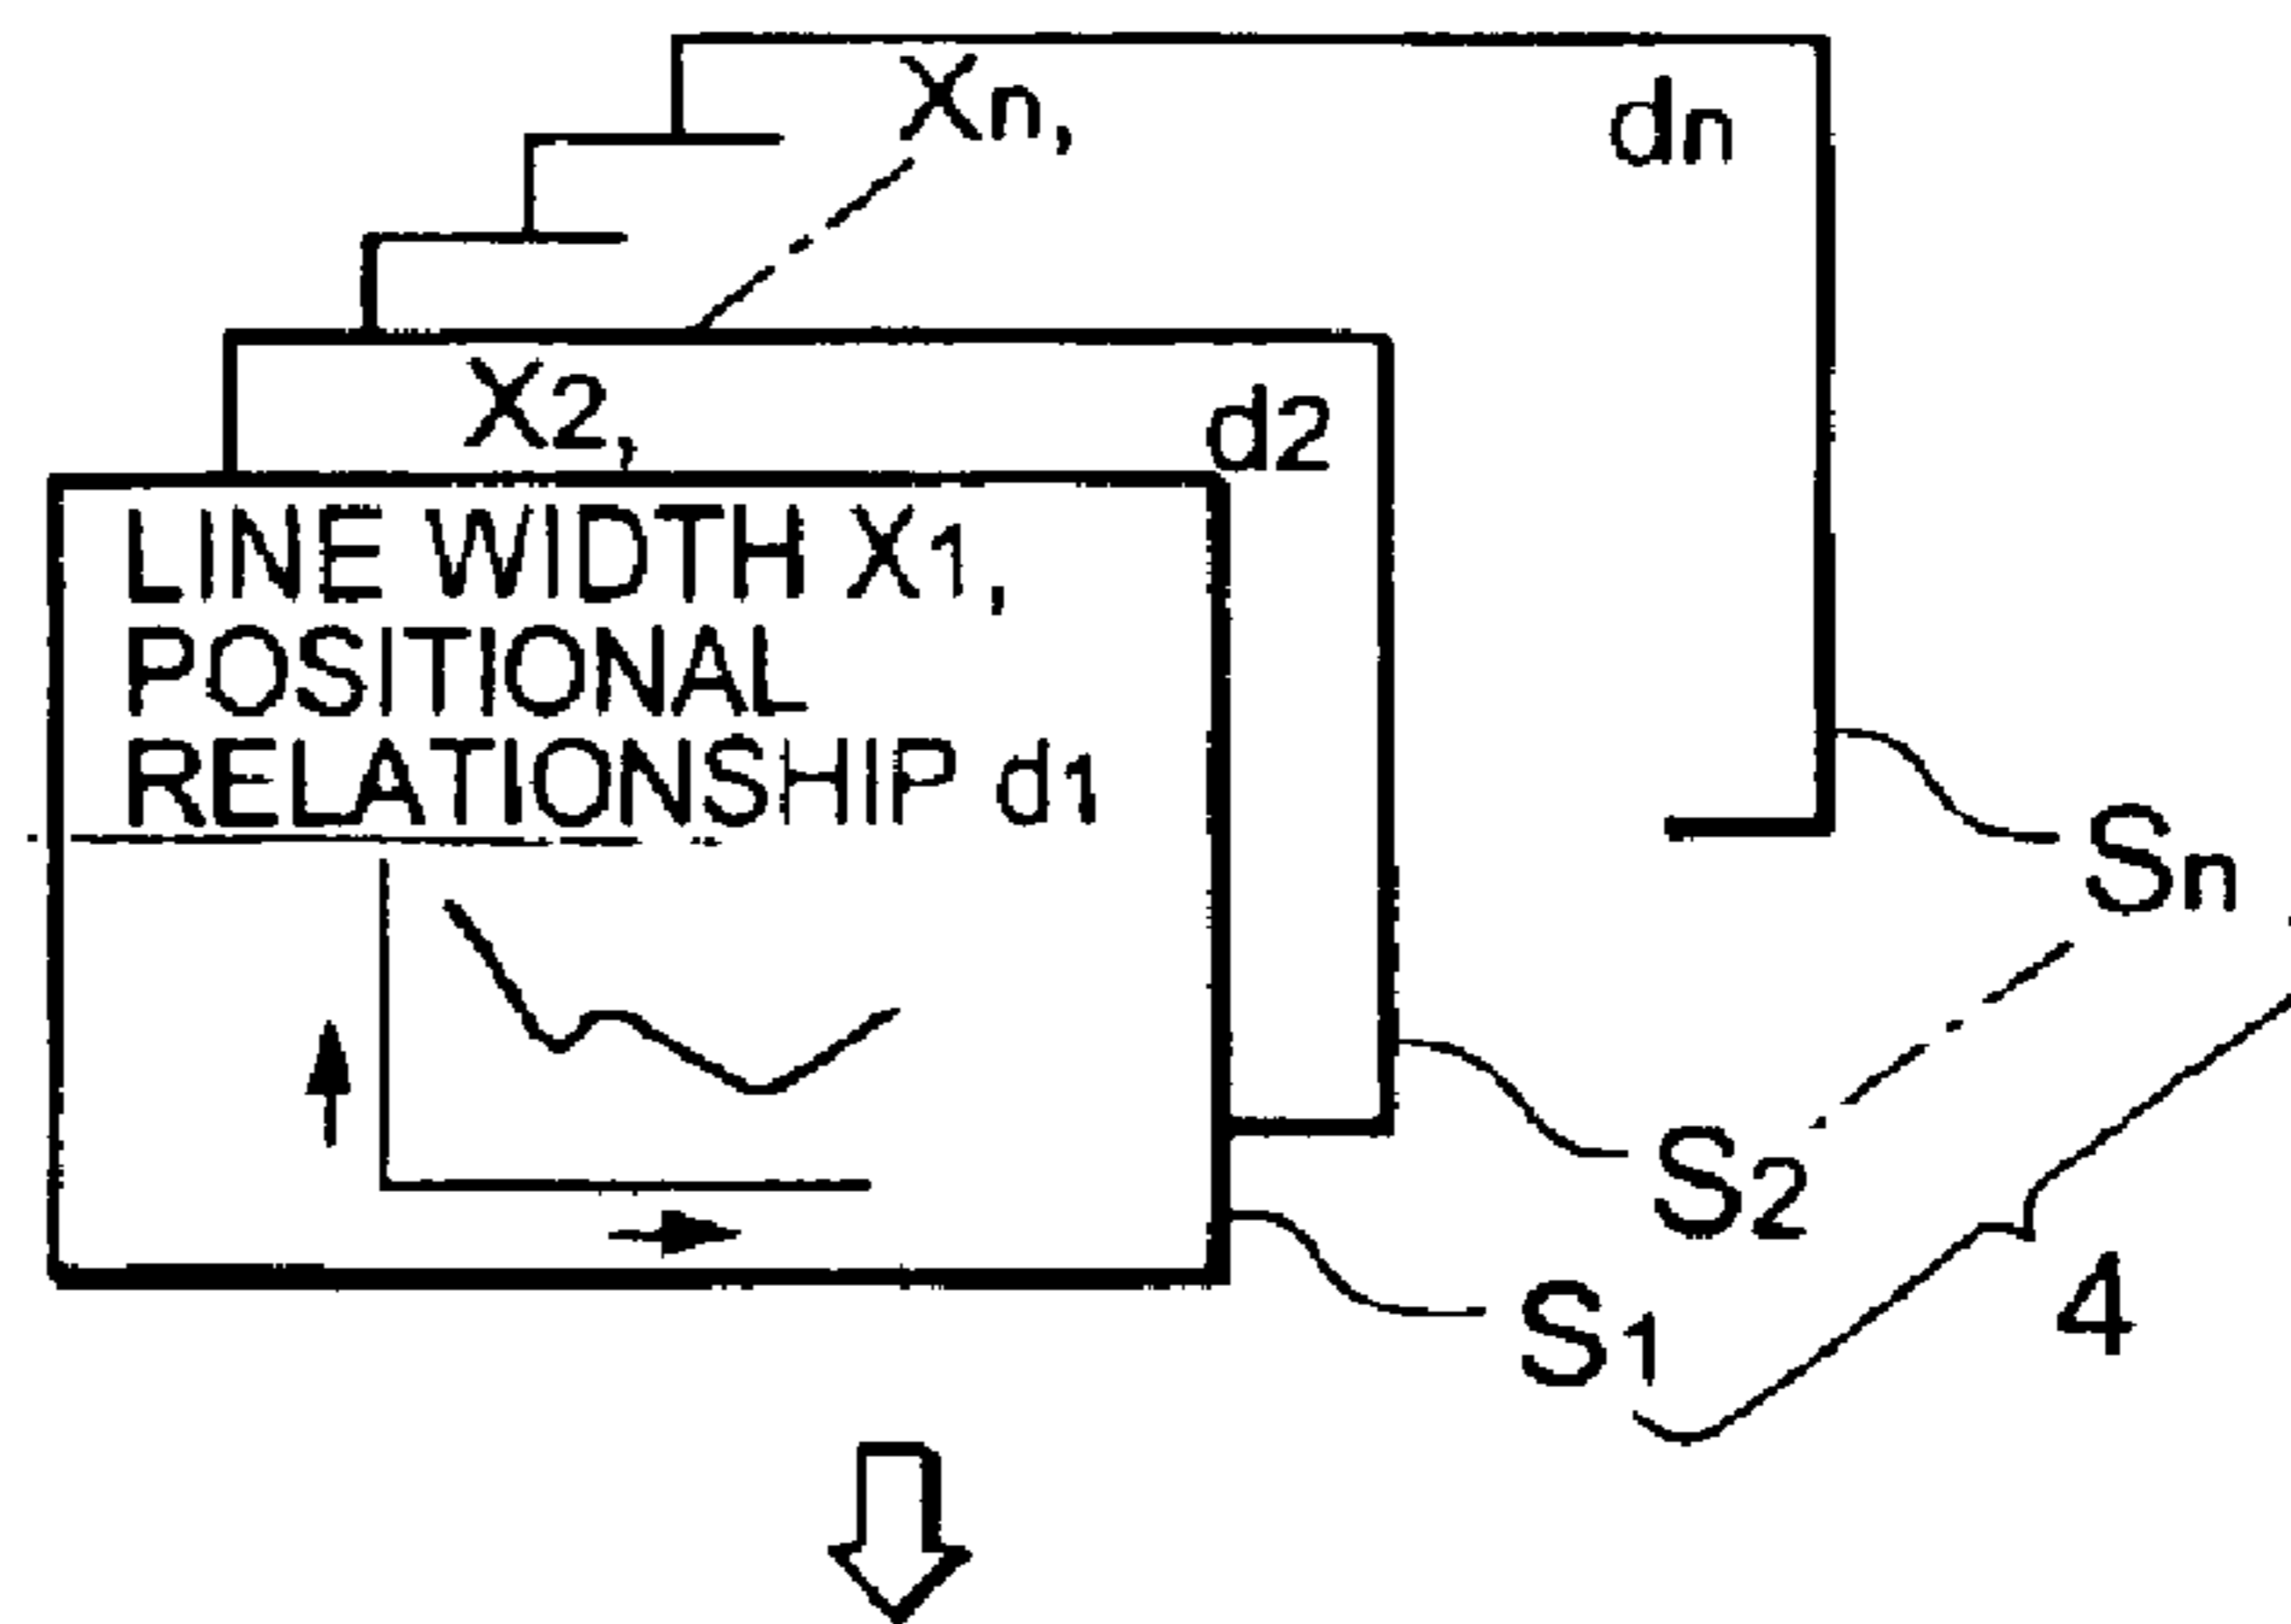 Xn, dn
X2, d2
LINE WIDTH X1,
POSITIONAL
RELATIONSHIP d1
Sn
S2
S1
4